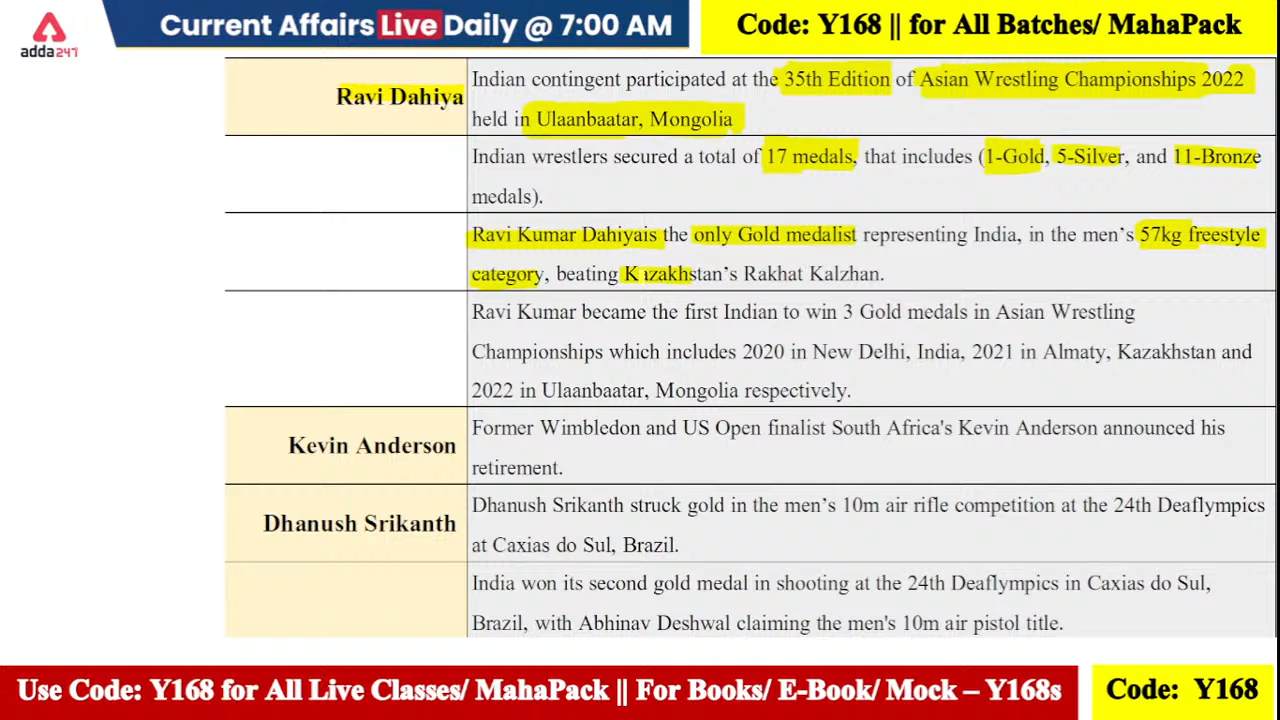 adda247
Current Affairs Live Daily @ 7:00 AM
Code: Y168 || for All Batches/ MahaPack
Ravi Dahiya
Indian contingent participated at the 35th Edition of Asian Wrestling Championships 2022
held in Ulaanbaatar, Mongolia
Indian wrestlers secured a total of 17 medals, that includes (1-Gold, 5-Silver, and 11-Bronze
medals).
Ravi Kumar Dahiyais the only Gold medalist representing India, in the men's 57kg freestyle
category, beating Kazakhstan's Rakhat Kalzhan.
Ravi Kumar became the first Indian to win 3 Gold medals in Asian Wrestling
Championships which includes 2020 in New Delhi, India, 2021 in Almaty, Kazakhstan and
2022 in Ulaanbaatar, Mongolia respectively.
Kevin Anderson
Former Wimbledon and US Open finalist South Africa's Kevin Anderson announced his
retirement.
Dhanush Srikanth
Dhanush Srikanth struck gold in the men's 10m air rifle competition at the 24th Deaflympics
at Caxias do Sul, Brazil.
India won its second gold medal in shooting at the 24th Deaflympics in Caxias do Sul,
Brazil, with Abhinav Deshwal claiming the men's 10m air pistol title.
Use Code: Y168 for All Live Classes/ MahaPack || For Books/ E-Book/ Mock – Y168s
Code: Y168